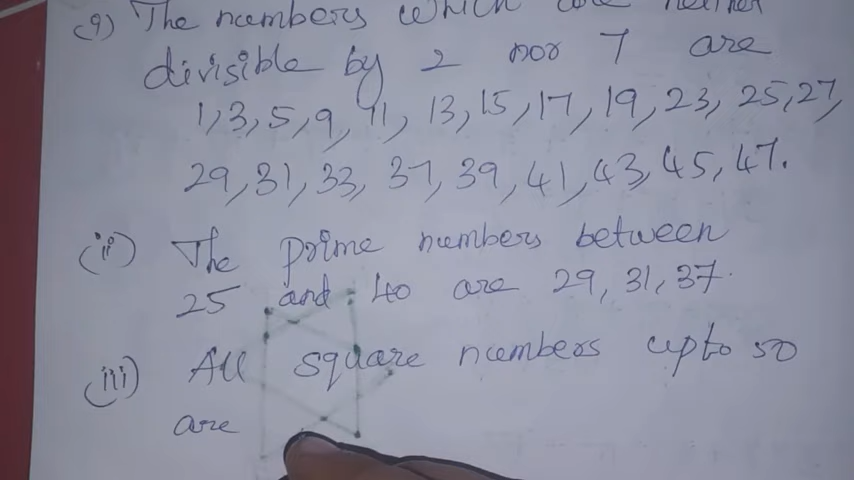 (i) The numbers which are neither
divisible by 2 nor 7 are
1, 3, 5, 9, 11, 13, 15, 17, 19, 23, 25, 27,
29, 31, 33, 37, 39, 41, 43, 45, 47.
(ii) The prime numbers between
25 and 40 are 29, 31, 37.
(iii) All square numbers upto 50
are